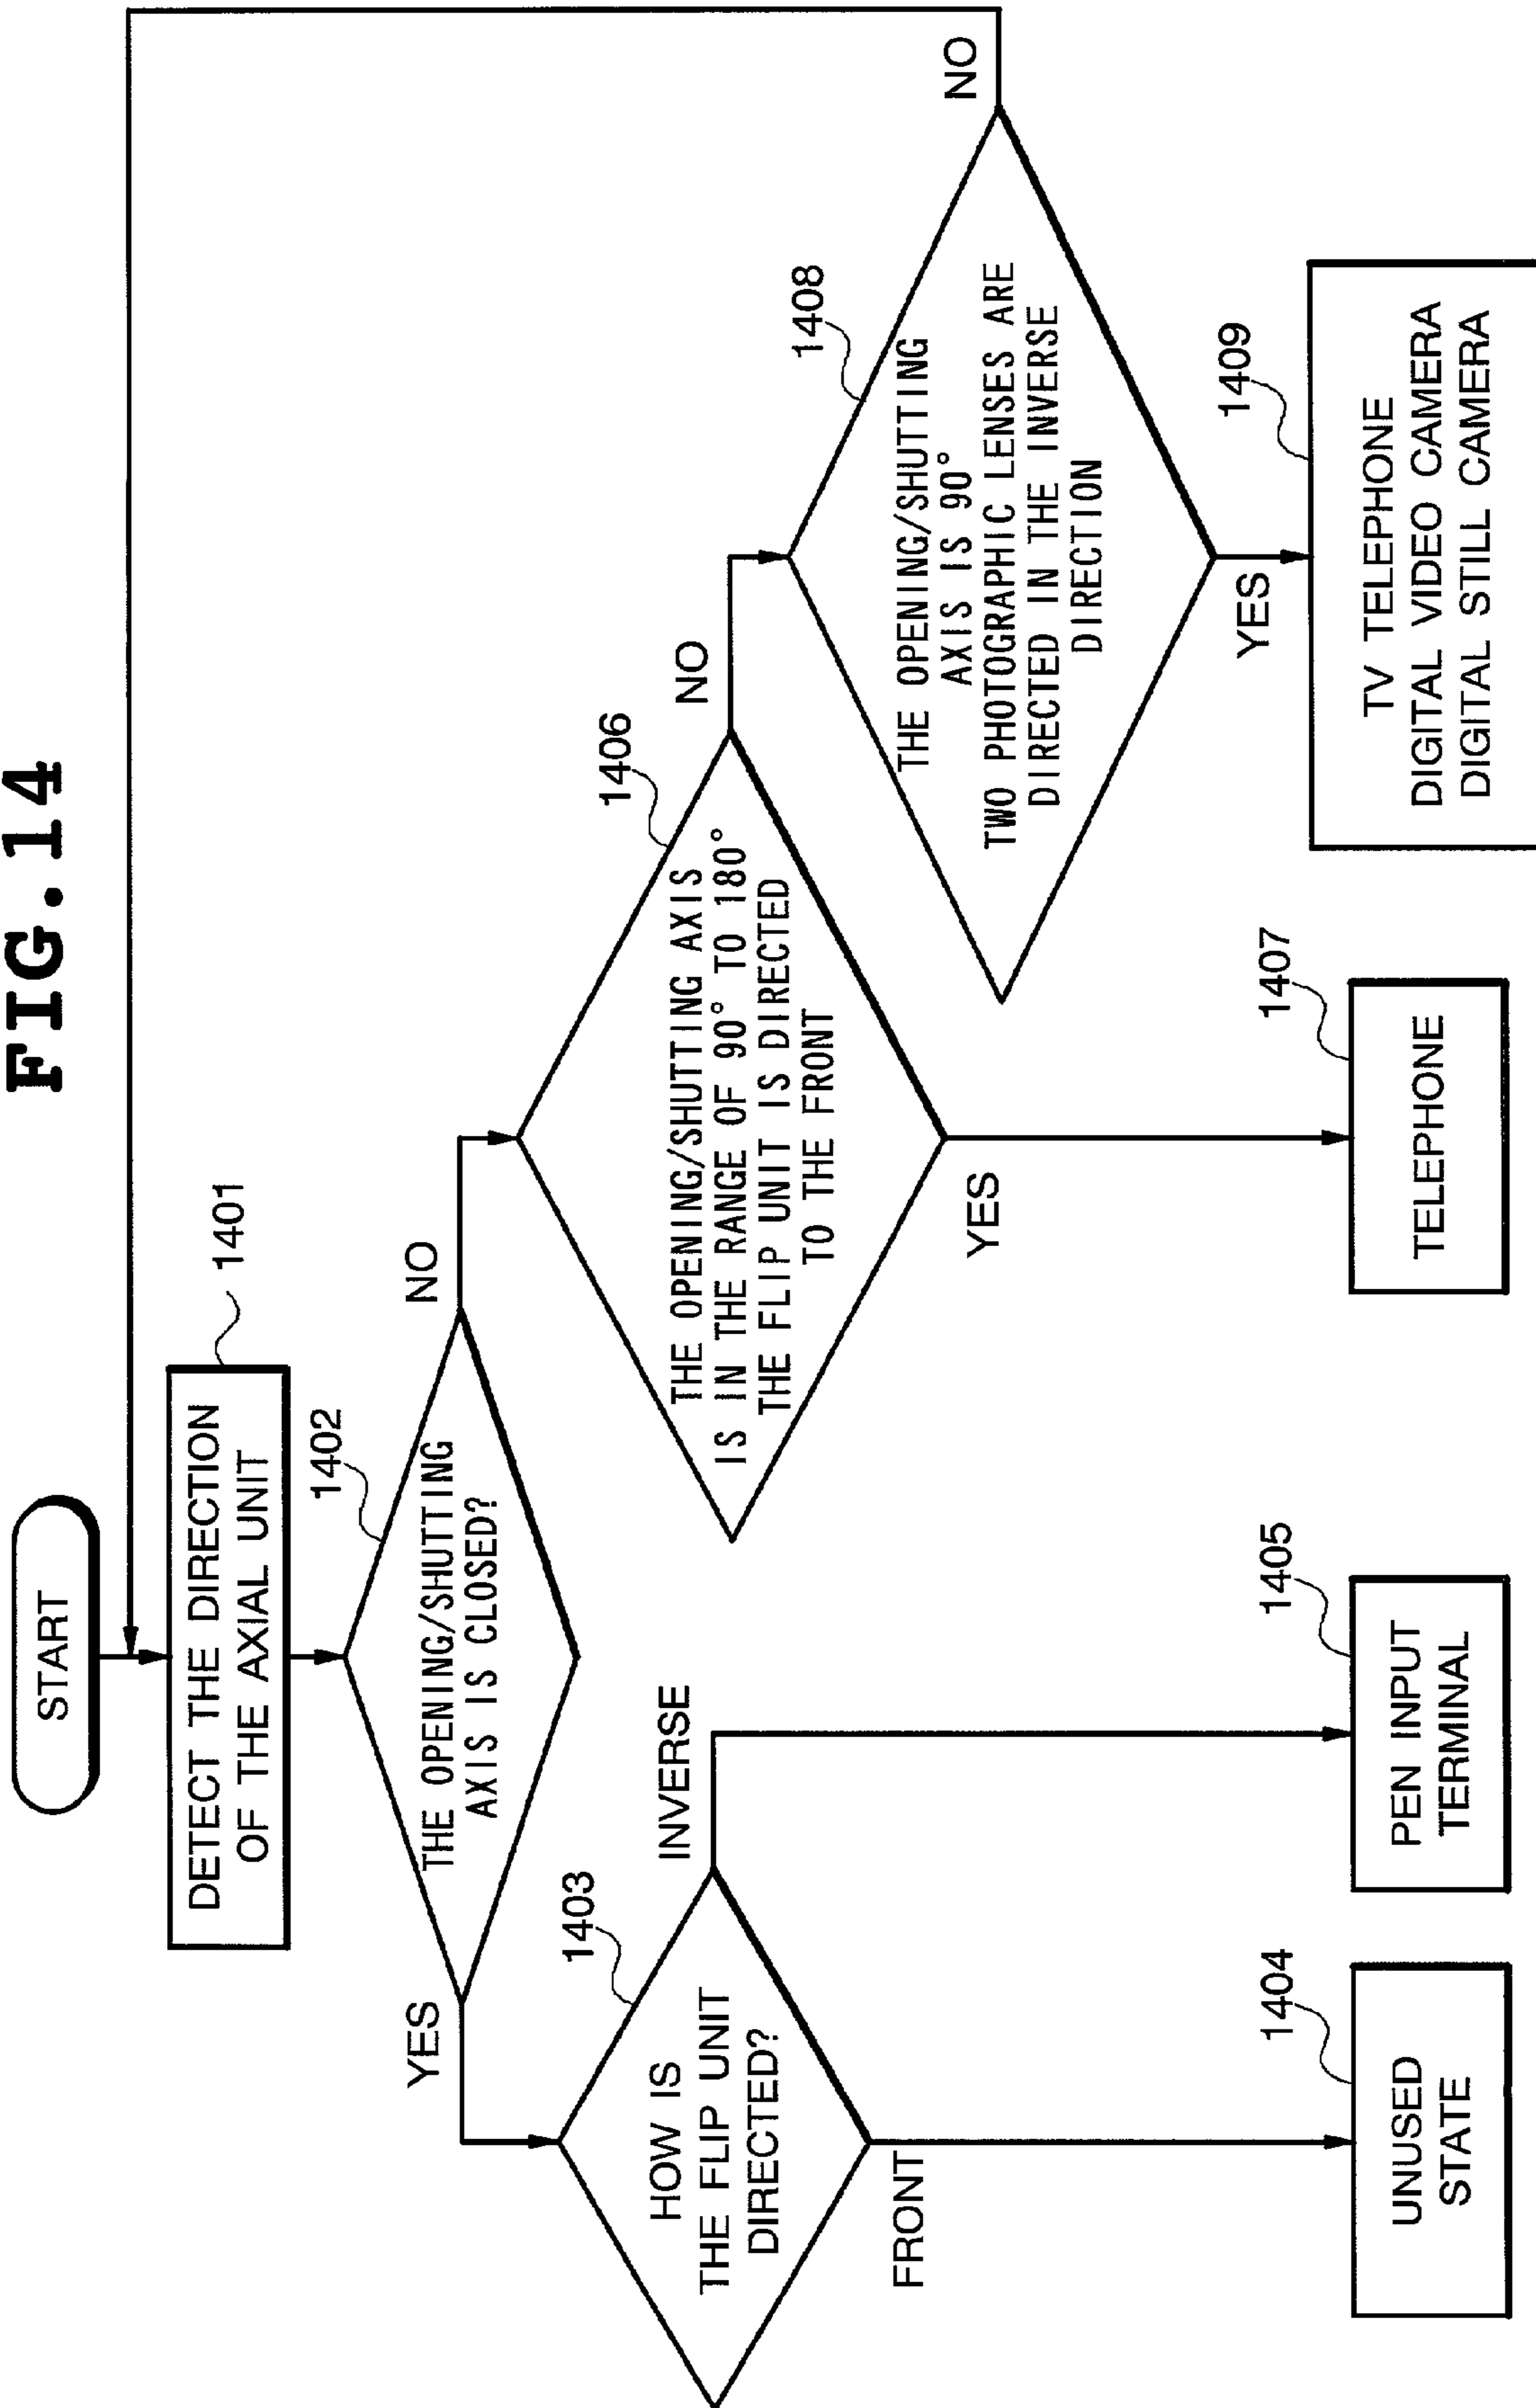 FIG.14
START
1401
DETECT THE DIRECTION
OF THE AXIAL UNIT
1402
THE OPENING/SHUTTING
AXIS IS CLOSED?
YES
NO
1403
HOW IS
THE FLIP UNIT
DIRECTED?
INVERSE
FRONT
1404
UNUSED
STATE
1405
PEN INPUT
TERMINAL
1406
THE OPENING/SHUTTING AXIS
IS IN THE RANGE OF 90° TO 180°
THE FLIP UNIT IS DIRECTED
TO THE FRONT
NO
YES
1407
TELEPHONE
1408
THE OPENING/SHUTTING
AXIS IS 90°
TWO PHOTOGRAPHIC LENSES ARE
DIRECTED IN THE INVERSE
DIRECTION
NO
YES
1409
TV TELEPHONE
DIGITAL VIDEO CAMERA
DIGITAL STILL CAMERA